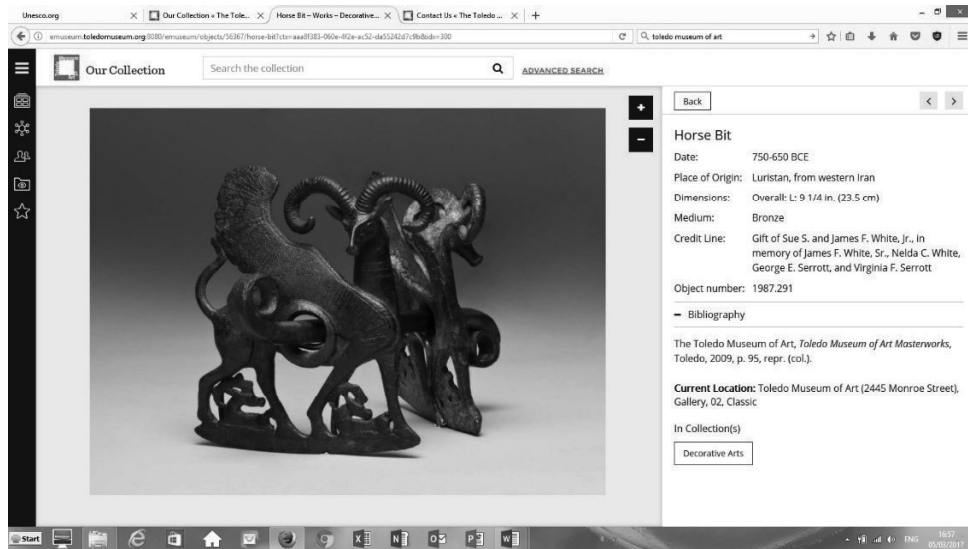 Unesco.org
Our Collection « The Tole...
Horse Bit – Works – Decorative...
Contact Us « The Toledo ...
toledo museum of art
Our Collection
Search the collection
ADVANCED SEARCH
Back
Horse Bit
Date: 750-650 BCE
Place of Origin: Luristan, from western Iran
Dimensions: Overall: L: 9 1/4 in. (23.5 cm)
Medium: Bronze
Credit Line: Gift of Sue S. and James F. White, Jr., in
memory of James F. White, Sr., Nelda C. White,
George E. Serrott, and Virginia F. Serrott
Object number: 1987.291
Bibliography
The Toledo Museum of Art, Toledo Museum of Art Masterworks,
Toledo, 2009, p. 95, repr. (col.).
Current Location: Toledo Museum of Art (2445 Monroe Street),
Gallery, 02, Classic
In Collection(s)
Decorative Arts
Start
ENG
16:57
05/03/2017